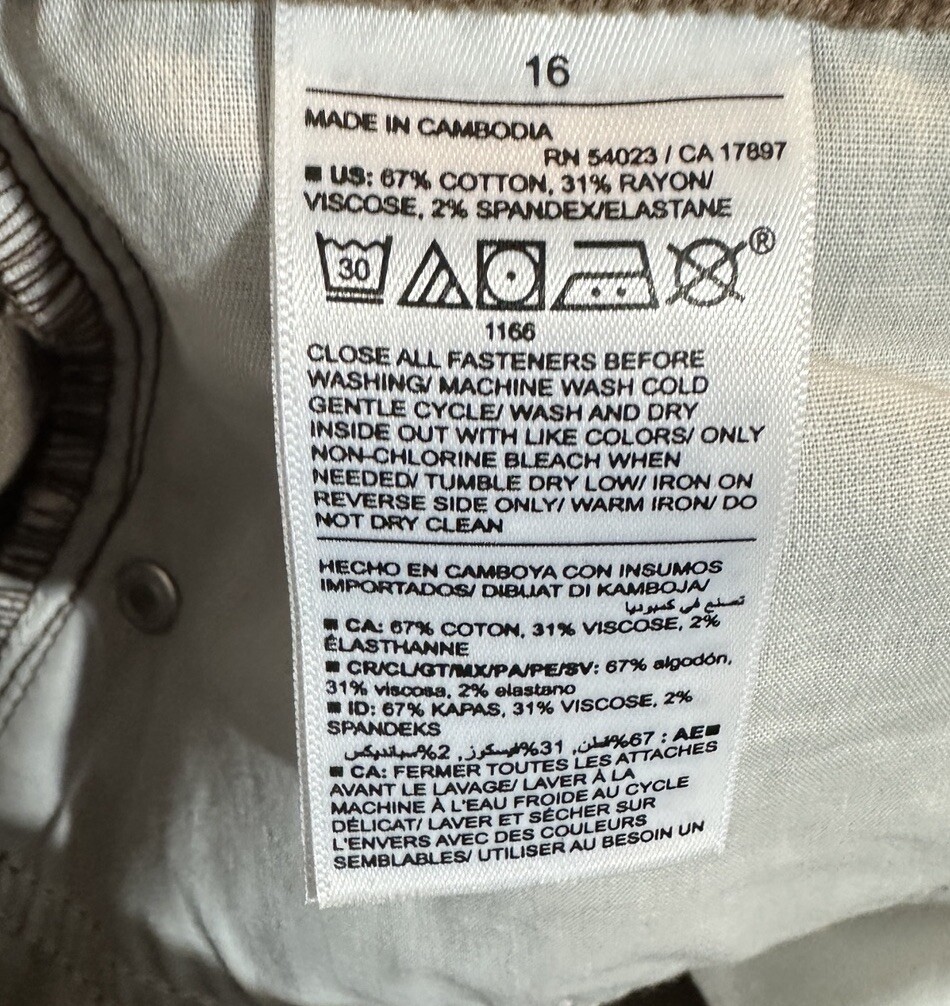 16
MADE IN CAMBODIA
RN 54023 / CA 17897
■ US: 67% COTTON, 31% RAYON/
VISCOSE, 2% SPANDEX/ELASTANE
30
®
1166
CLOSE ALL FASTENERS BEFORE
WASHING/ MACHINE WASH COLD
GENTLE CYCLE/ WASH AND DRY
INSIDE OUT WITH LIKE COLORS/ ONLY
NON-CHLORINE BLEACH WHEN
NEEDED/ TUMBLE DRY LOW/ IRON ON
REVERSE SIDE ONLY/ WARM IRON/ DO
NOT DRY CLEAN
HECHO EN CAMBOYA CON INSUMOS
IMPORTADOS/ DIBUAT DI KAMBOJA/
تصنع في كمبوديا
■ CA: 67% COTON, 31% VISCOSE, 2%
ÉLASTHANNE
■ CR/CL/GT/MX/PA/PE/SV: 67% algodón,
31% viscosa, 2% elastano
■ ID: 67% KAPAS, 31% VISCOSE, 2%
SPANDEKS
■AE : 67%قطن, 31%فيسكوز, 2%سباندیکس
■ CA: FERMER TOUTES LES ATTACHES
AVANT LE LAVAGE/ LAVER À LA
MACHINE À L'EAU FROIDE AU CYCLE
DÉLICAT/ LAVER ET SÉCHER SUR
L'ENVERS AVEC DES COULEURS
SEMBLABLES/ UTILISER AU BESOIN UN